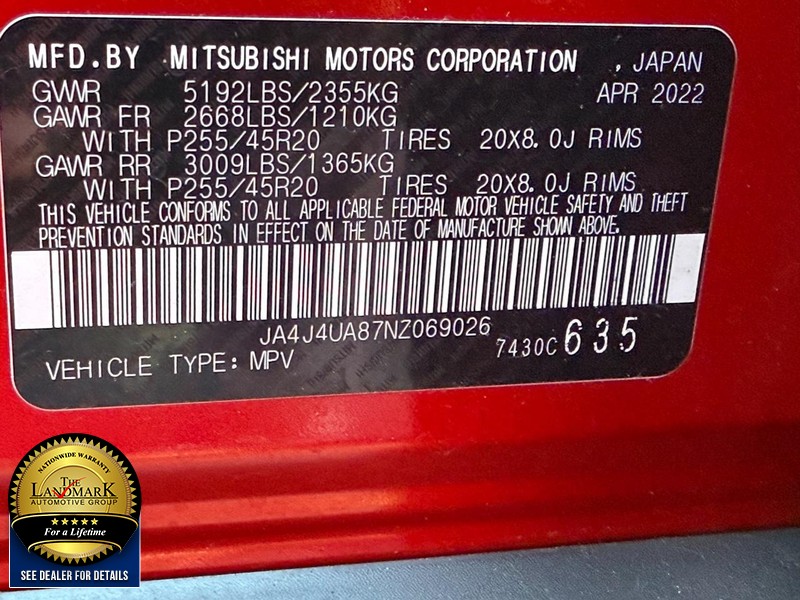 MFD.BY MITSUBISHI MOTORS CORPORATION , JAPAN
GVWR 5192LBS/2355KG APR 2022
GAWR FR 2668LBS/1210KG
WITH P255/45R20 TIRES 20X8.0J RIMS
GAWR RR 3009LBS/1365KG
WITH P255/45R20 TIRES 20X8.0J RIMS
THIS VEHICLE CONFORMS TO ALL APPLICABLE FEDERAL MOTOR VEHICLE SAFETY AND THEFT
PREVENTION STANDARDS IN EFFECT ON THE DATE OF MANUFACTURE SHOWN ABOVE.
JA4J4UA87NZ069026
7430C 635
VEHICLE TYPE: MPV
NATIONWIDE WARRANTY
THE
LANDMARK
AUTOMOTIVE GROUP
For a Lifetime
SEE DEALER FOR DETAILS